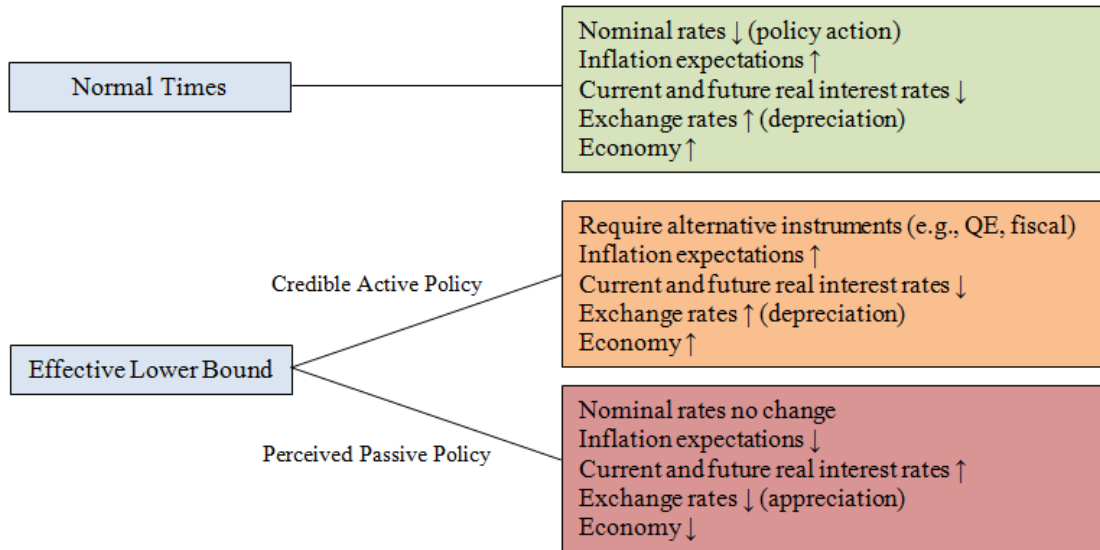 Normal Times
Nominal rates ↓ (policy action)
Inflation expectations ↑
Current and future real interest rates ↓
Exchange rates ↑ (depreciation)
Economy ↑
Effective Lower Bound
Credible Active Policy
Require alternative instruments (e.g., QE, fiscal)
Inflation expectations ↑
Current and future real interest rates ↓
Exchange rates ↑ (depreciation)
Economy ↑
Perceived Passive Policy
Nominal rates no change
Inflation expectations ↓
Current and future real interest rates ↑
Exchange rates ↓ (appreciation)
Economy ↓